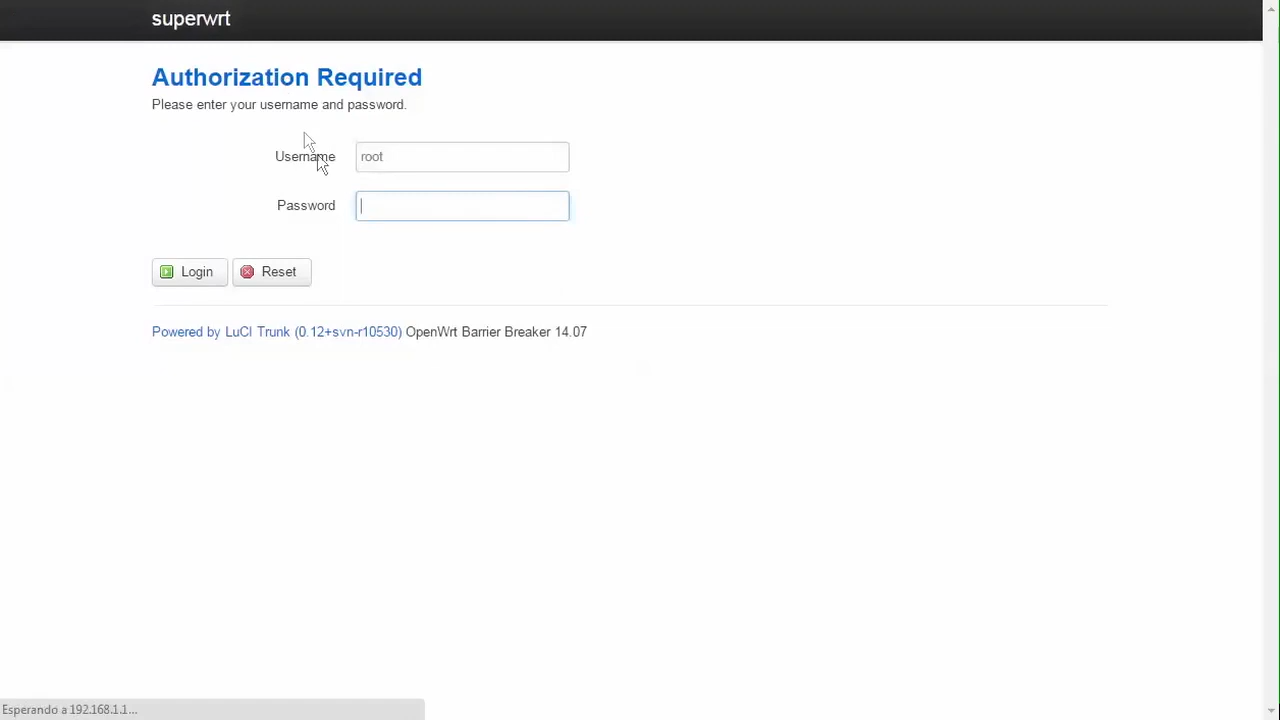 superwrt
Authorization Required
Please enter your username and password.
Username root
Password
Login Reset
Powered by LuCI Trunk (0.12+svn-r10530) OpenWrt Barrier Breaker 14.07
Esperando a 192.168.1.1...